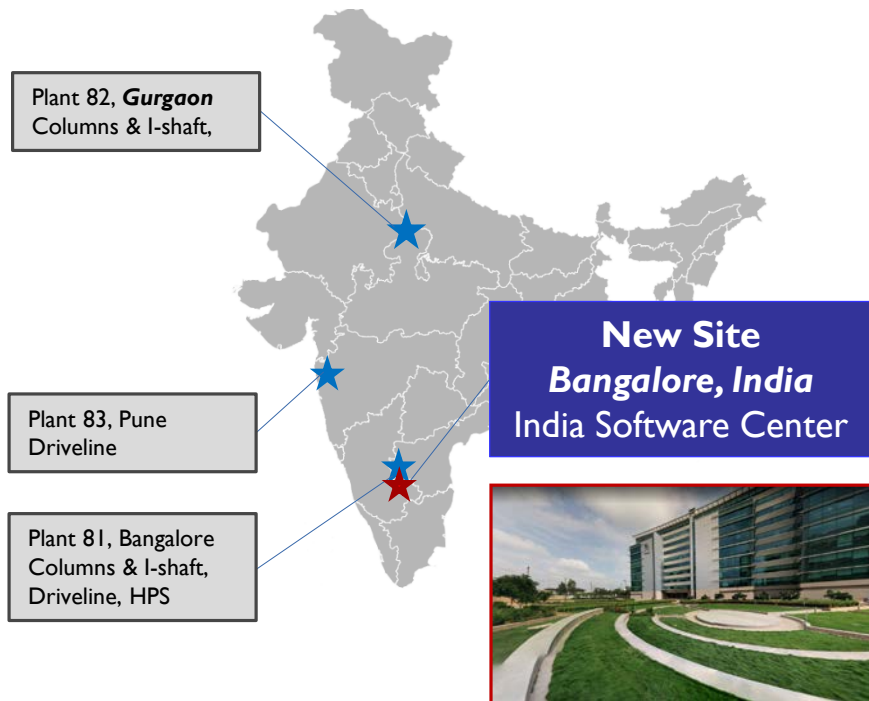 Plant 82, Gurgaon
Columns & I-shaft,
New Site
Bangalore, India
India Software Center
Plant 83, Pune
Driveline
Plant 81, Bangalore
Columns & I-shaft,
Driveline, HPS